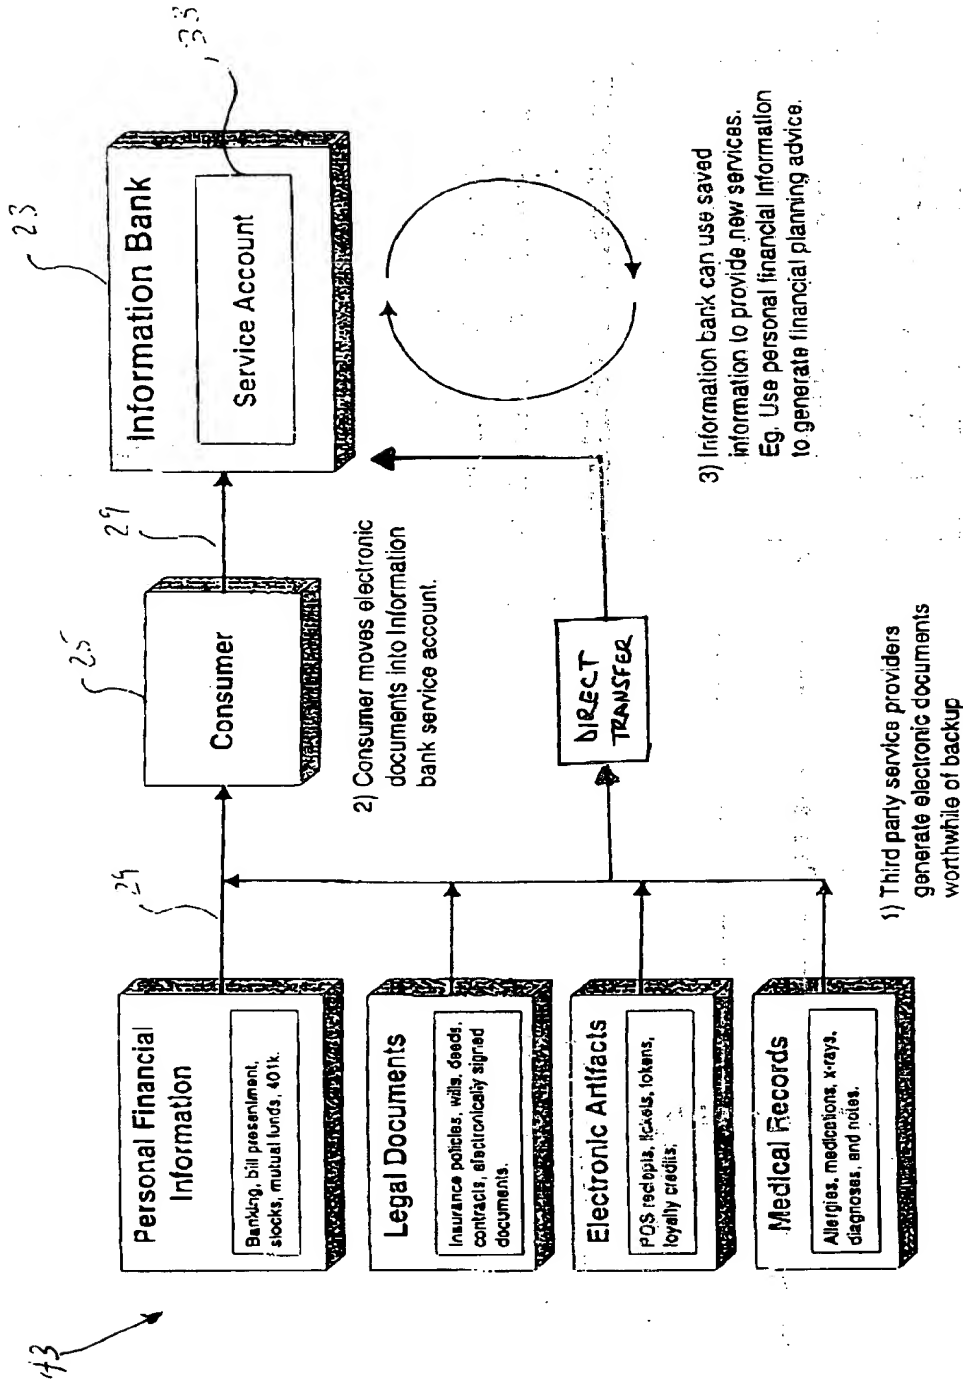 43
Personal Financial
Information
Banking, bill presentment,
stocks, mutual funds, 401k.
Legal Documents
Insurance policies, wills, deeds,
contracts, electronically signed
documents.
Electronic Artifacts
POS reciepts, tickets, tokens,
loyalty credits.
Medical Records
Allergies, medications, x-rays,
diagnoses, and notes.
1) Third party service providers
generate electronic documents
worthwhile of backup
24
25
Consumer
2) Consumer moves electronic
documents into Information
bank service account.
DIRECT
TRANSFER
29
23
Information Bank
Service Account
33
3) Information bank can use saved
information to provide new services.
Eg. Use personal financial Information
to generate financial planning advice.